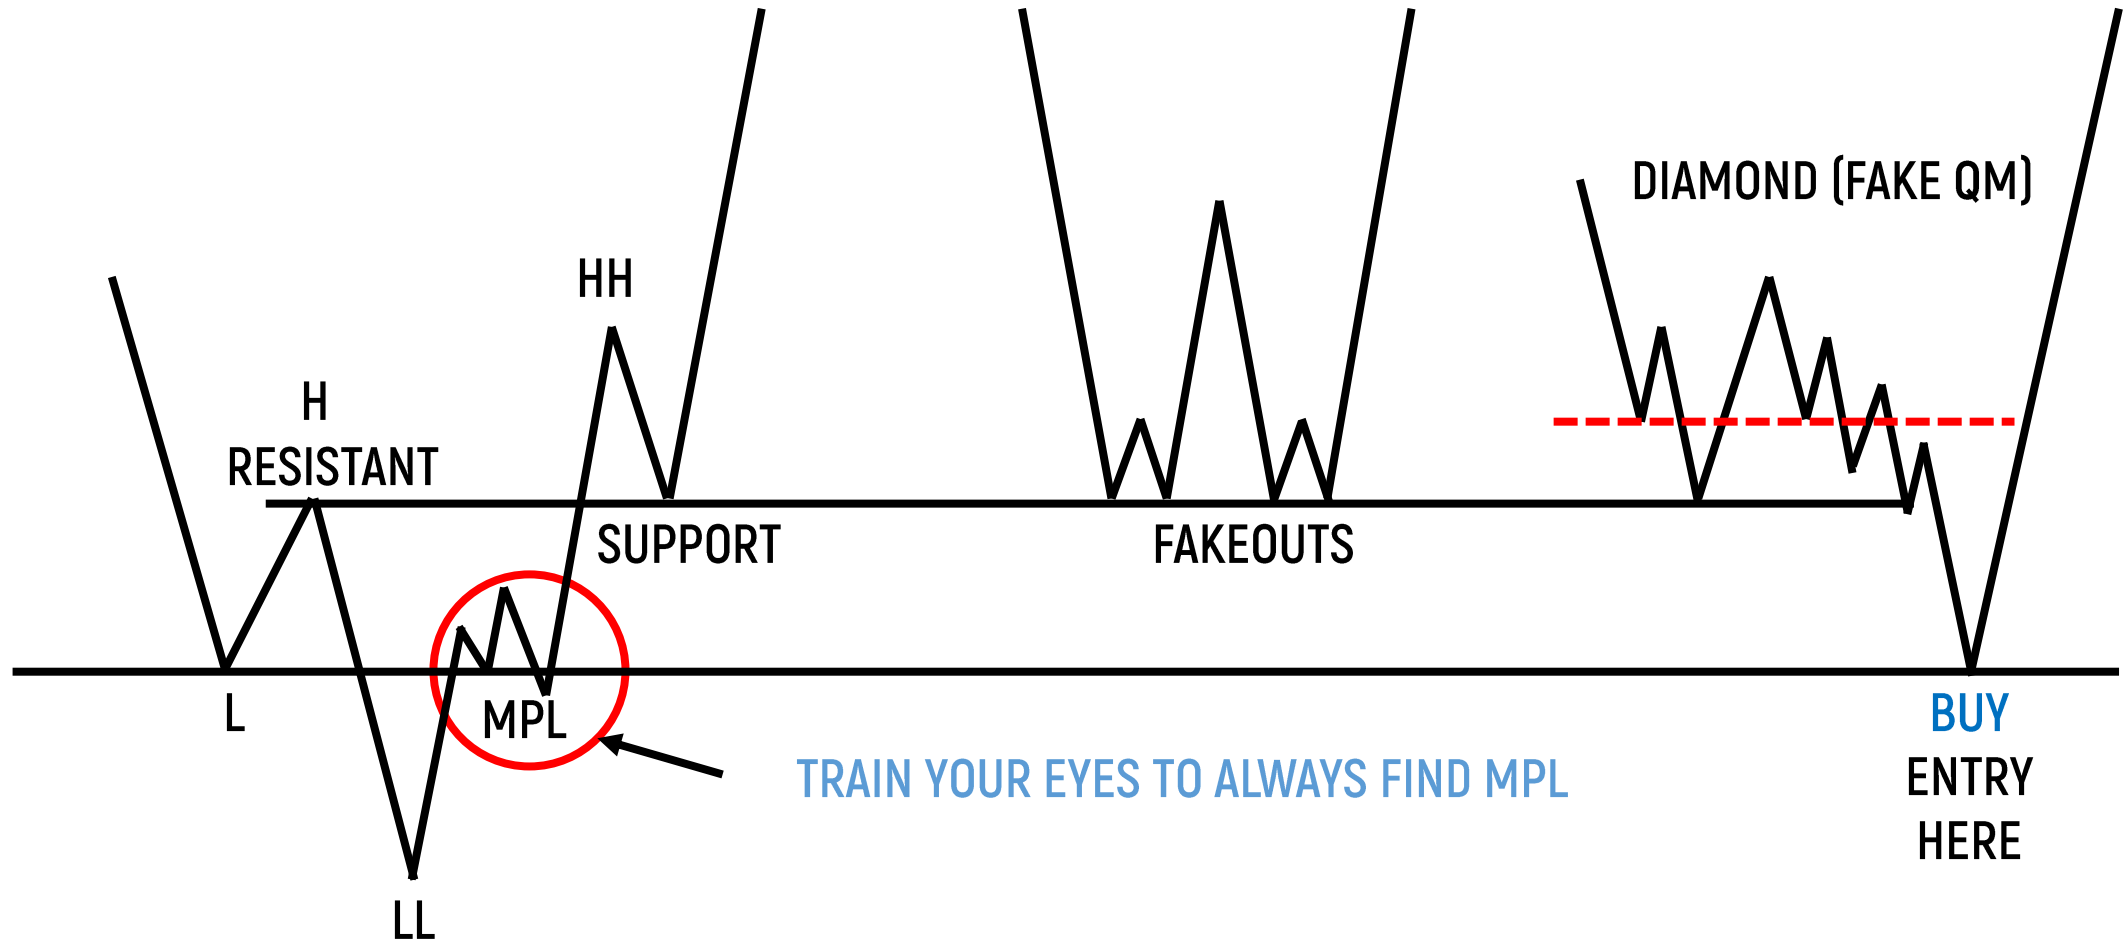 DIAMOND (FAKE QM)
HH
H
RESISTANT
SUPPORT
FAKEOUTS
L
MPL
BUY
ENTRY
HERE
TRAIN YOUR EYES TO ALWAYS FIND MPL
LL